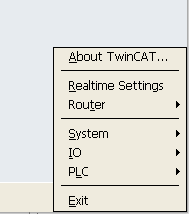 About TwinCAT...
Realtime Settings
Router
System
IO
PLC
Exit